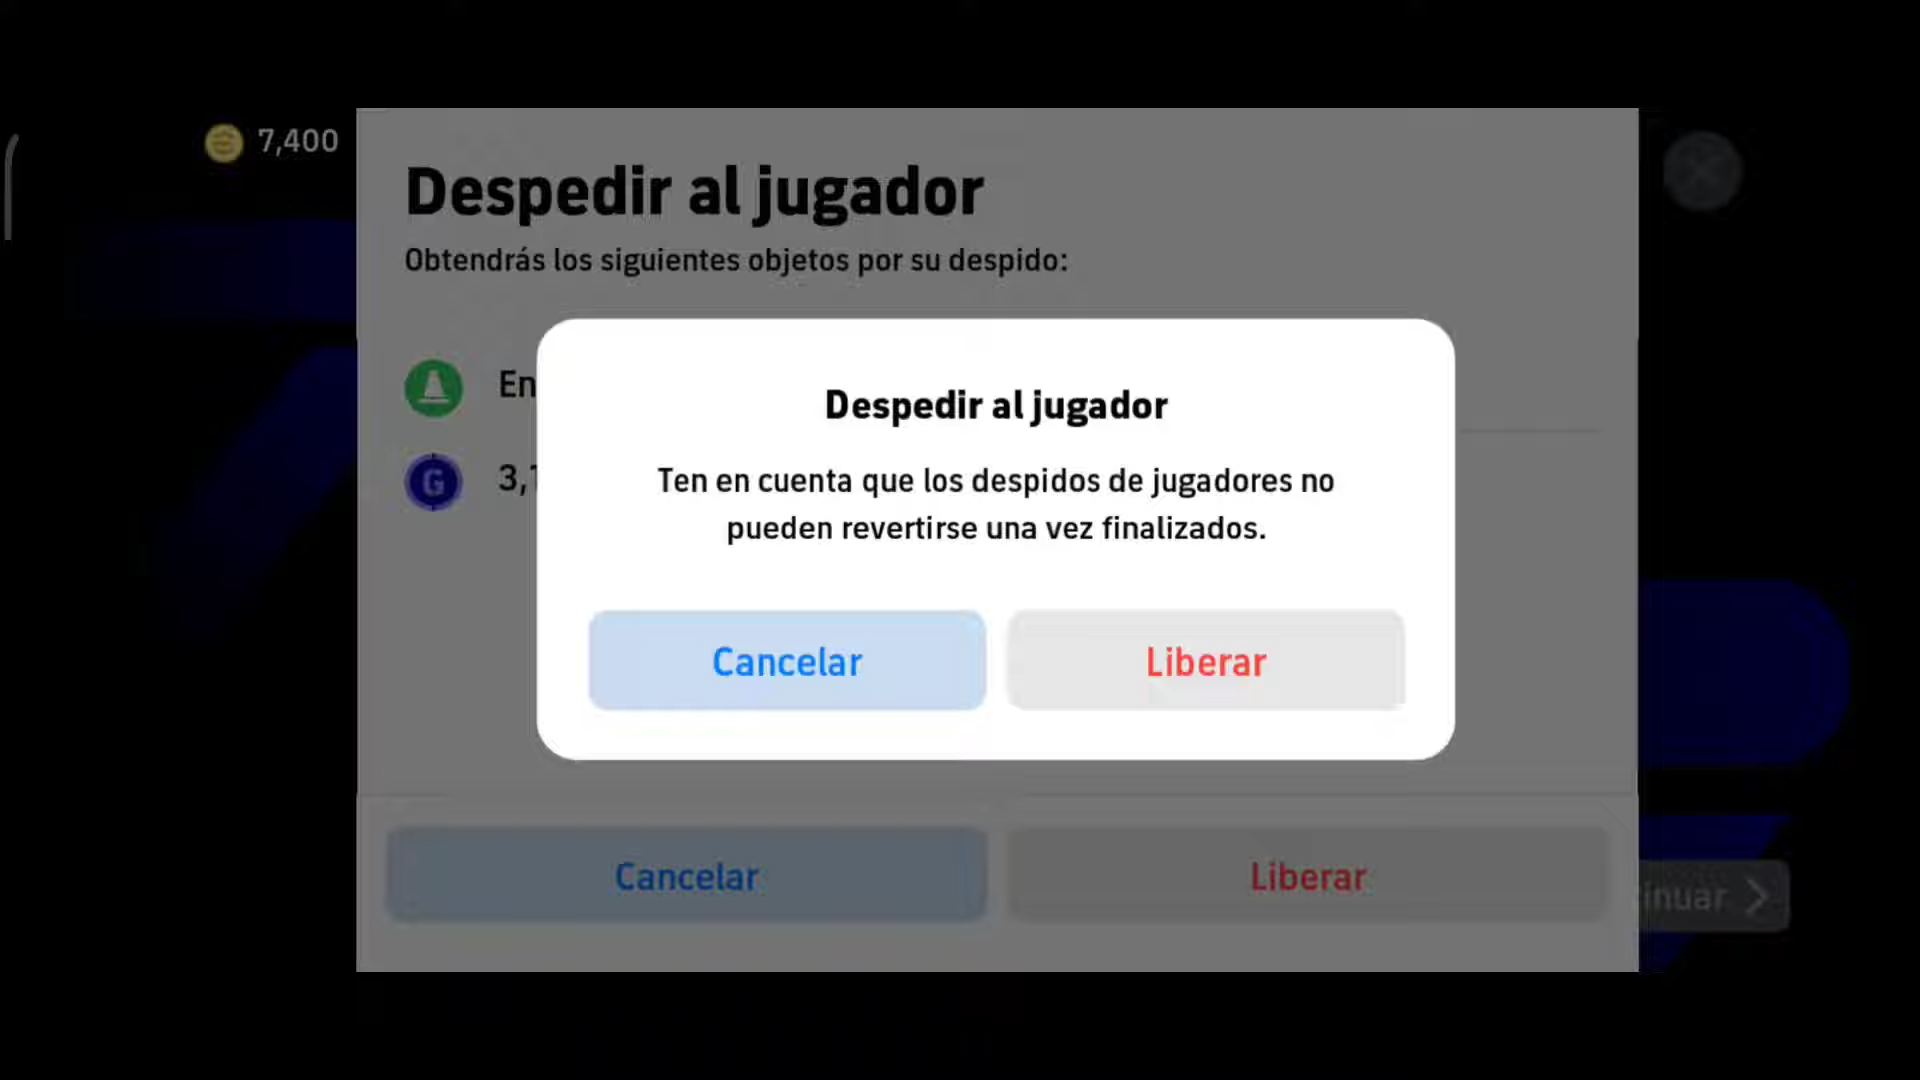 7,400
Despedir al jugador
Obtendrás los siguientes objetos por su despido:
Despedir al jugador
Ten en cuenta que los despidos de jugadores no
pueden revertirse una vez finalizados.
Cancelar
Liberar
G
Cancelar
Liberar